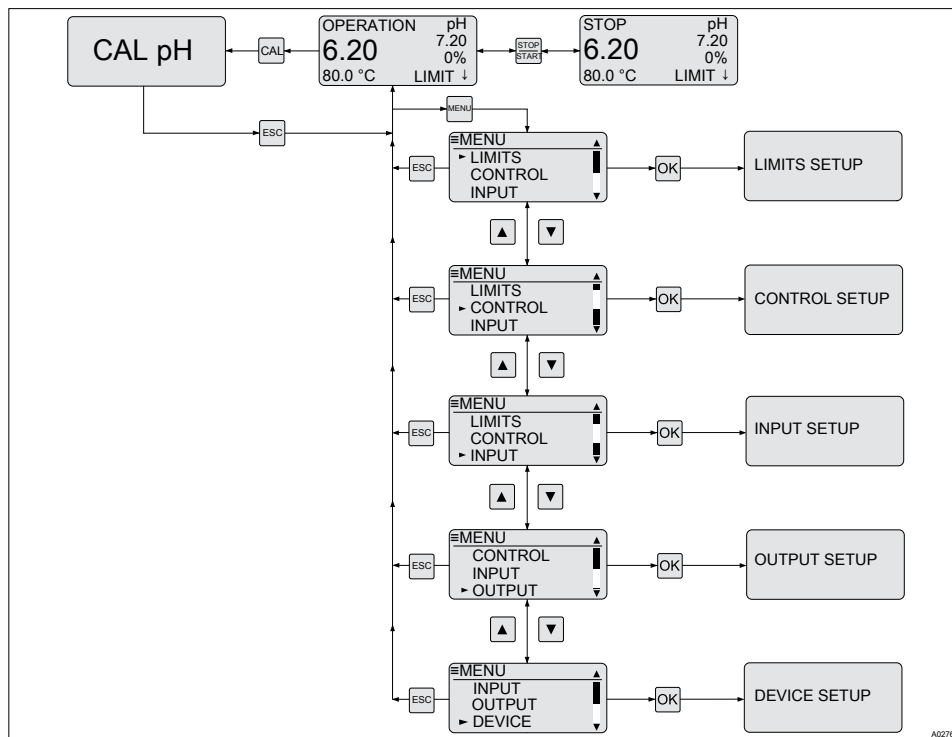 CAL pH
CAL
OPERATION pH
6.20 7.20
0%
80.0 °C LIMIT ↓
STOP
START
STOP pH
6.20 7.20
0%
80.0 °C LIMIT ↓
ESC
MENU
≡MENU ▲
► LIMITS
CONTROL
INPUT ▼
ESC
OK
LIMITS SETUP
▲ ▼
≡MENU ▲
LIMITS
► CONTROL
INPUT ▼
ESC
OK
CONTROL SETUP
▲ ▼
≡MENU ▲
LIMITS
CONTROL
► INPUT ▼
ESC
OK
INPUT SETUP
▲ ▼
≡MENU ▲
CONTROL
INPUT
► OUTPUT ▼
ESC
OK
OUTPUT SETUP
▲ ▼
≡MENU ▲
INPUT
OUTPUT
► DEVICE ▼
ESC
OK
DEVICE SETUP